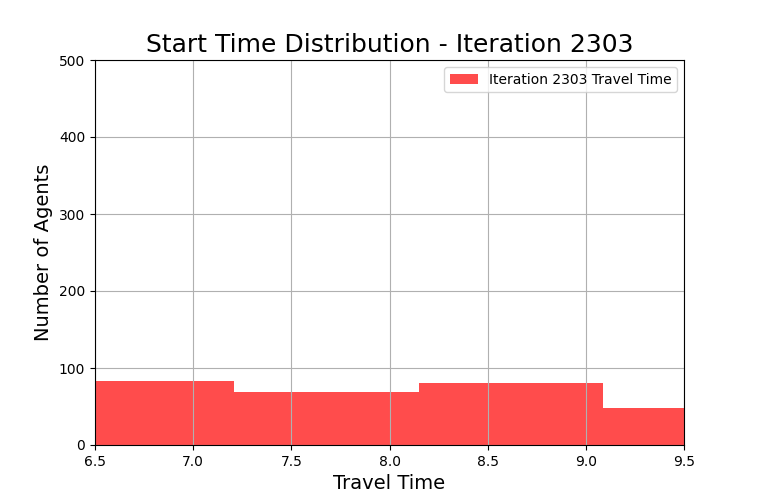 Start Time Distribution - Iteration 2303
Iteration 2303 Travel Time
Number of Agents
500
400
300
200
100
0
6.5 7.0 7.5 8.0 8.5 9.0 9.5
Travel Time